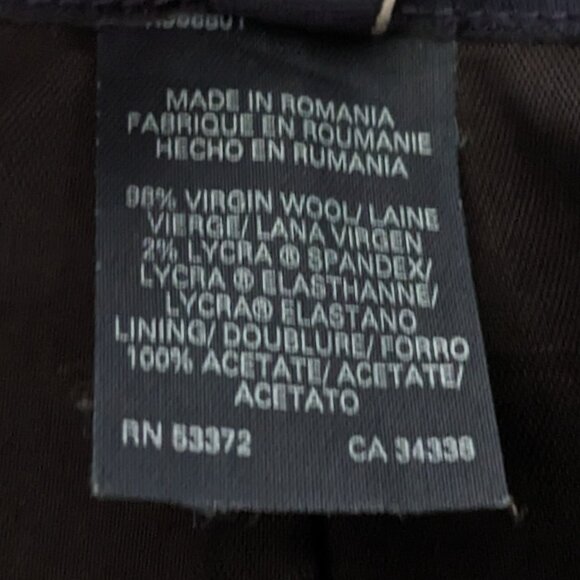 MADE IN ROMANIA
FABRIQUE EN ROUMANIE
HECHO EN RUMANIA
98% VIRGIN WOOL/ LAINE
VIERGE/ LANA VIRGEN
2% LYCRA ® SPANDEX/
LYCRA ® ELASTHANNE/
LYCRA® ELASTANO
LINING/ DOUBLURE/ FORRO
100% ACETATE/ ACETATE/
ACETATO
RN 53372 CA 34336